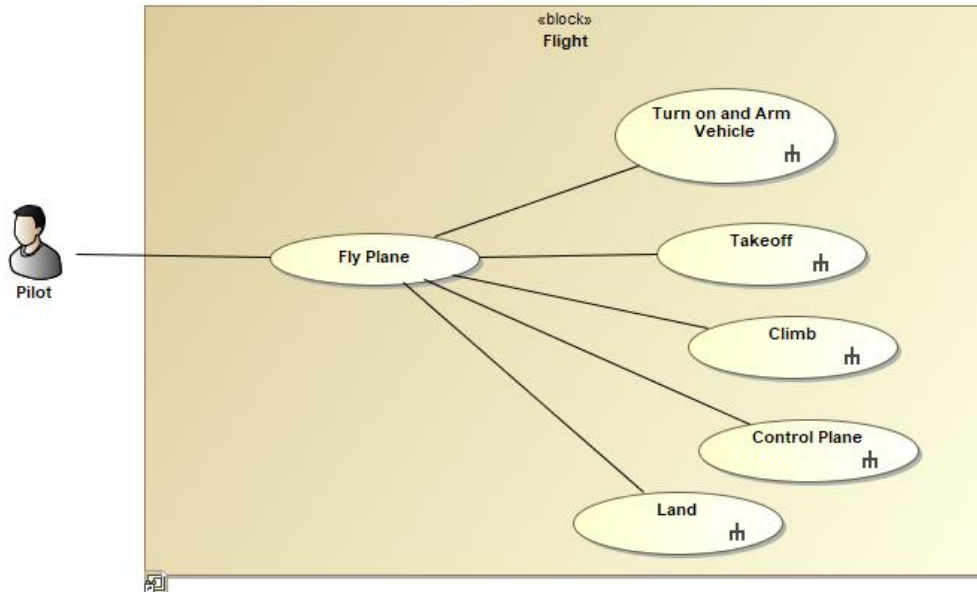 «block»
Flight
Turn on and Arm
Vehicle
Takeoff
Fly Plane
Pilot
Climb
Control Plane
Land